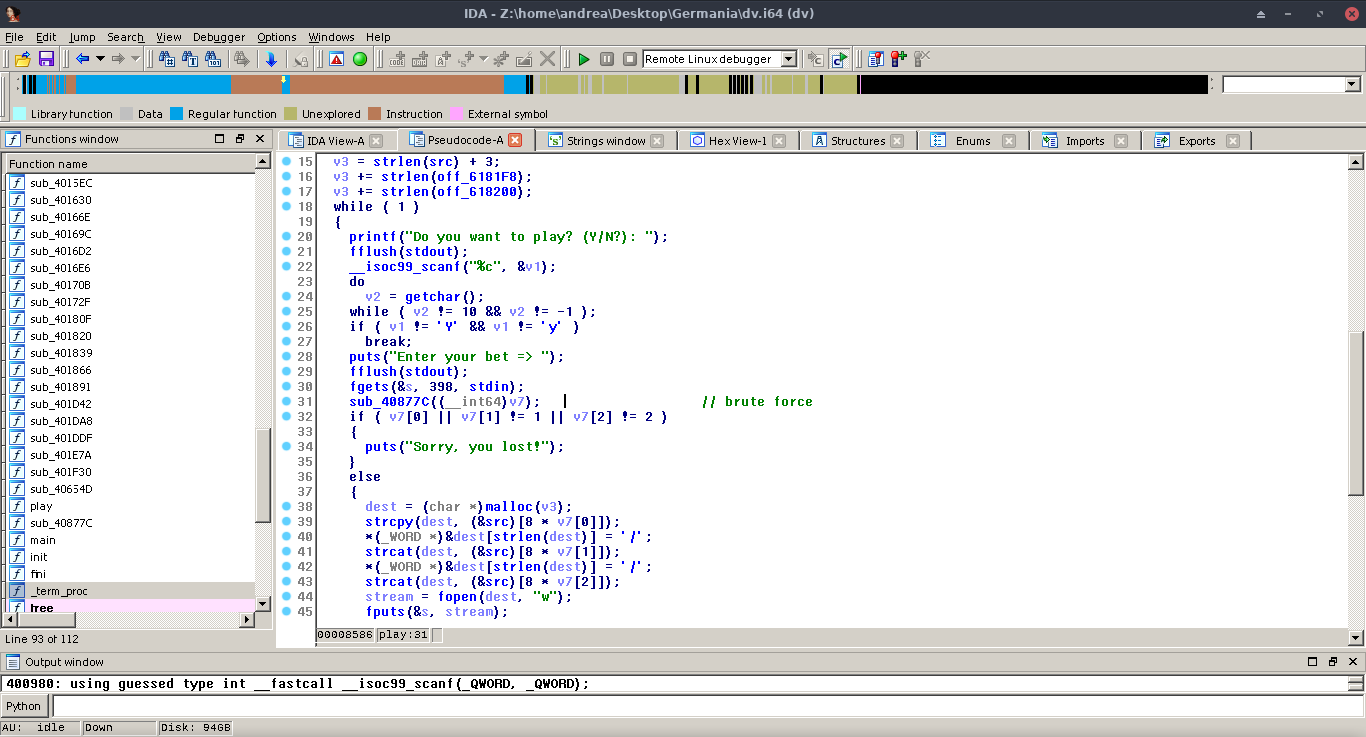 IDA - Z:\home\andrea\Desktop\Germania\dv.i64 (dv)
File Edit Jump Search View Debugger Options Windows Help
Remote Linux debugger
Library function Data Regular function Unexplored Instruction External symbol
Functions window
IDA View-A Pseudocode-A Strings window Hex View-1 Structures Enums Imports Exports
Function name
sub_4015EC
sub_401630
sub_40166E
sub_40169C
sub_4016D2
sub_4016E6
sub_40170B
sub_40172F
sub_40180F
sub_401820
sub_401839
sub_401866
sub_401891
sub_401D42
sub_401DA8
sub_401DDF
sub_401E7A
sub_401F30
sub_40654D
play
sub_40877C
main
init
fini
_term_proc
free
Line 93 of 112
15 v3 = strlen(src) + 3;
16 v3 += strlen(off_6181F8);
17 v3 += strlen(off_618200);
18 while ( 1 )
19 {
20 printf("Do you want to play? (Y/N?): ");
21 fflush(stdout);
22 __isoc99_scanf("%c", &v1);
23 do
24 v2 = getchar();
25 while ( v2 != 10 && v2 != -1 );
26 if ( v1 != 'Y' && v1 != 'y' )
27 break;
28 puts("Enter your bet => ");
29 fflush(stdout);
30 fgets(&s, 398, stdin);
31 sub_40877C((__int64)v7); // brute force
32 if ( v7[0] || v7[1] != 1 || v7[2] != 2 )
33 {
34 puts("Sorry, you lost!");
35 }
36 else
37 {
38 dest = (char *)malloc(v3);
39 strcpy(dest, (&src)[8 * v7[0]]);
40 *(_WORD *)&dest[strlen(dest)] = '/';
41 strcat(dest, (&src)[8 * v7[1]]);
42 *(_WORD *)&dest[strlen(dest)] = '/';
43 strcat(dest, (&src)[8 * v7[2]]);
44 stream = fopen(dest, "w");
45 fputs(&s, stream);
00008586 play:31
Output window
400980: using guessed type int __fastcall __isoc99_scanf(_QWORD, _QWORD);
Python
AU: idle Down Disk: 94GB